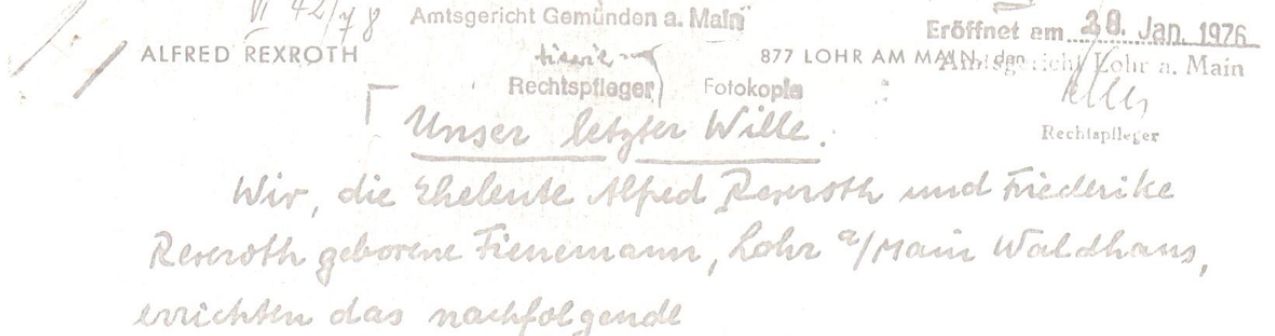 VI 42/78
Amtsgericht Gemünden a. Main
Eröffnet am 28. Jan. 1976
ALFRED REXROTH
877 LOHR AM MAIN, den
Amtsgericht Lohr a. Main
Rechtspfleger
Fotokopie
Rechtspfleger
Unser letzter Wille.
Wir, die Eheleute Alfred Rexroth und Friederike
Rexroth geborene Fienemann, Lohr a/Main Waldhaus,
errichten das nachfolgende